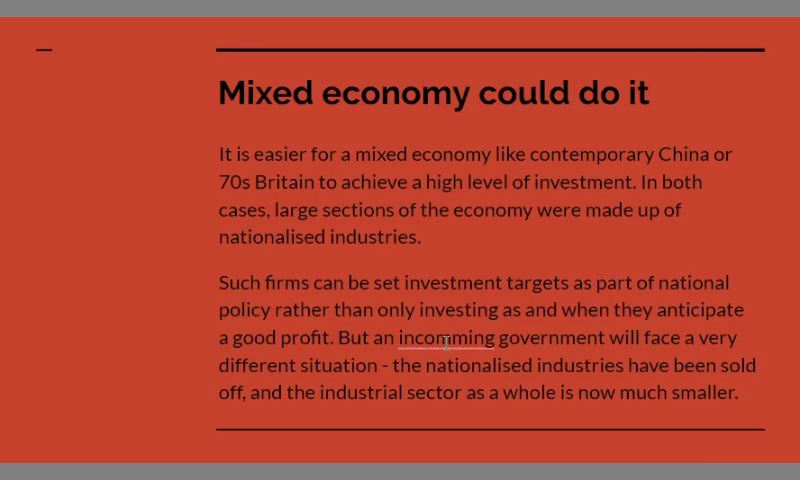 Mixed economy could do it
It is easier for a mixed economy like contemporary China or
70s Britain to achieve a high level of investment. In both
cases, large sections of the economy were made up of
nationalised industries.
Such firms can be set investment targets as part of national
policy rather than only investing as and when they anticipate
a good profit. But an incomming government will face a very
different situation - the nationalised industries have been sold
off, and the industrial sector as a whole is now much smaller.